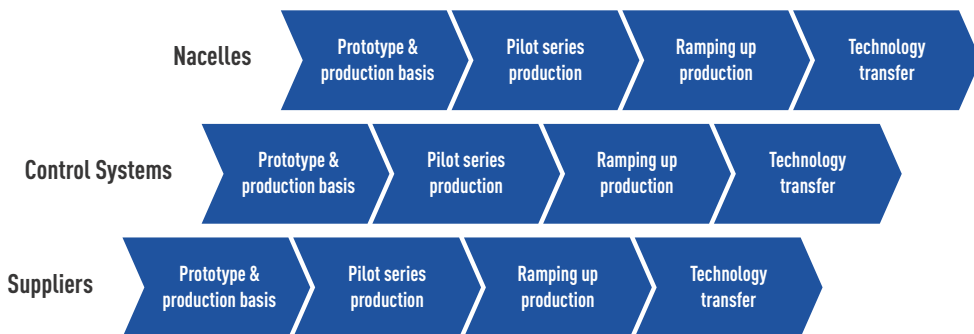 Nacelles
Prototype &
production basis
Pilot series
production
Ramping up
production
Technology
transfer
Control Systems
Prototype &
production basis
Pilot series
production
Ramping up
production
Technology
transfer
Suppliers
Prototype &
production basis
Pilot series
production
Ramping up
production
Technology
transfer